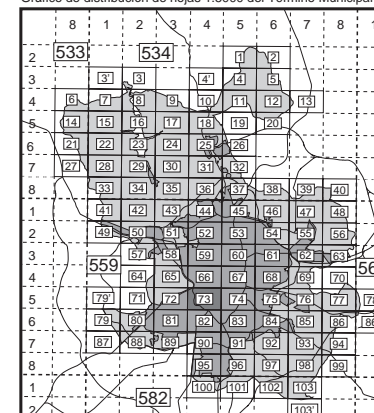 Gráfico de distribución de hojas 1:5000 del Término Municipal
8 1 2 3 4 5 6 7 8 1
533 534
2 1 2
3 3' 3 4' 4 5
4 6 7 8 9 10 11 12 13
5 14 15 16 17 18 19 20
6 21 22 23 24 25 26
7 27 28 29 30 31 32
8 33 34 35 36 37 38 39 40
1 41 42 43 44 45 46 47 48
2 49 50 51 52 53 54 55 56
3 559 57 58 59 60 61 62 63
4 64 65 66 67 68 69 70
5 79' 71 72 73 74 75 76 77 78
6 79 80 81 82 83 84 85 86
7 87 88 89 90 91 92 93 94
8 95 96 97 98 99
1 582 100 101 102 103
2 103'